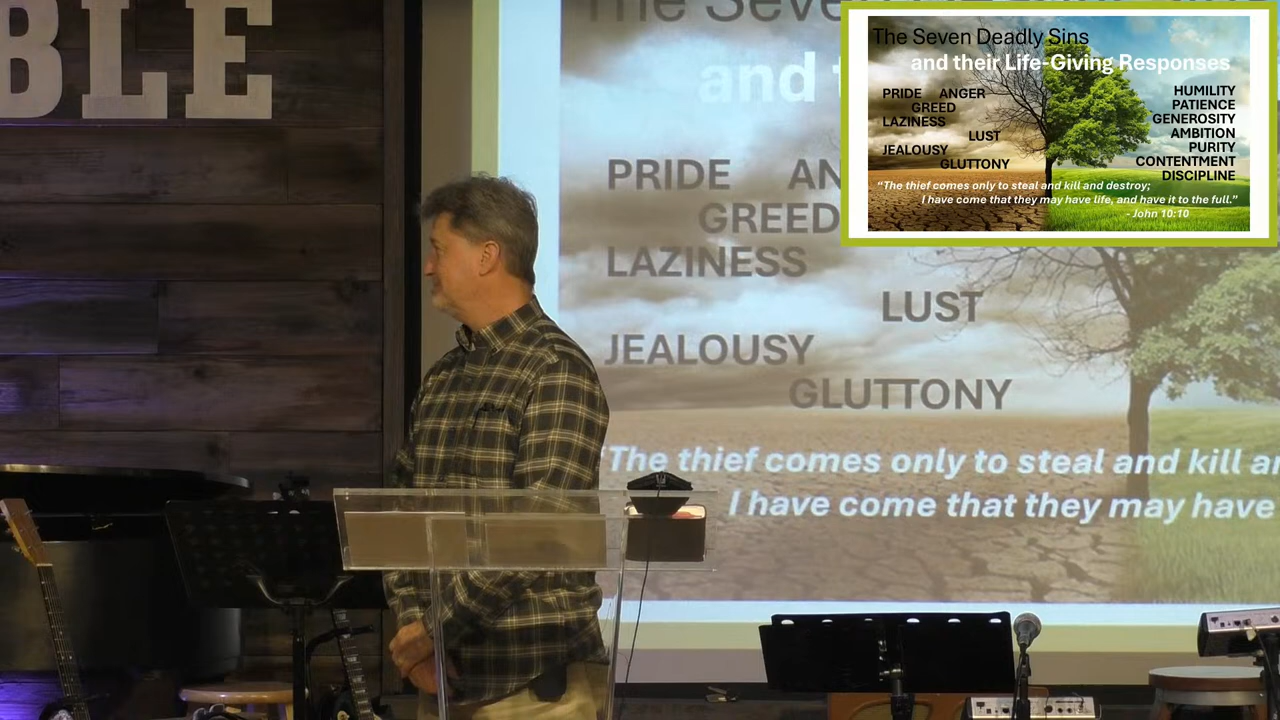 BLE
The Seve
and t
PRIDE AN
GREED
LAZINESS
LUST
JEALOUSY
GLUTTONY
"The thief comes only to steal and kill an
I have come that they may have
The Seven Deadly Sins
and their Life-Giving Responses
PRIDE ANGER
GREED
LAZINESS
LUST
JEALOUSY
GLUTTONY
HUMILITY
PATIENCE
GENEROSITY
AMBITION
PURITY
CONTENTMENT
DISCIPLINE
"The thief comes only to steal and kill and destroy;
I have come that they may have life, and have it to the full."
- John 10:10